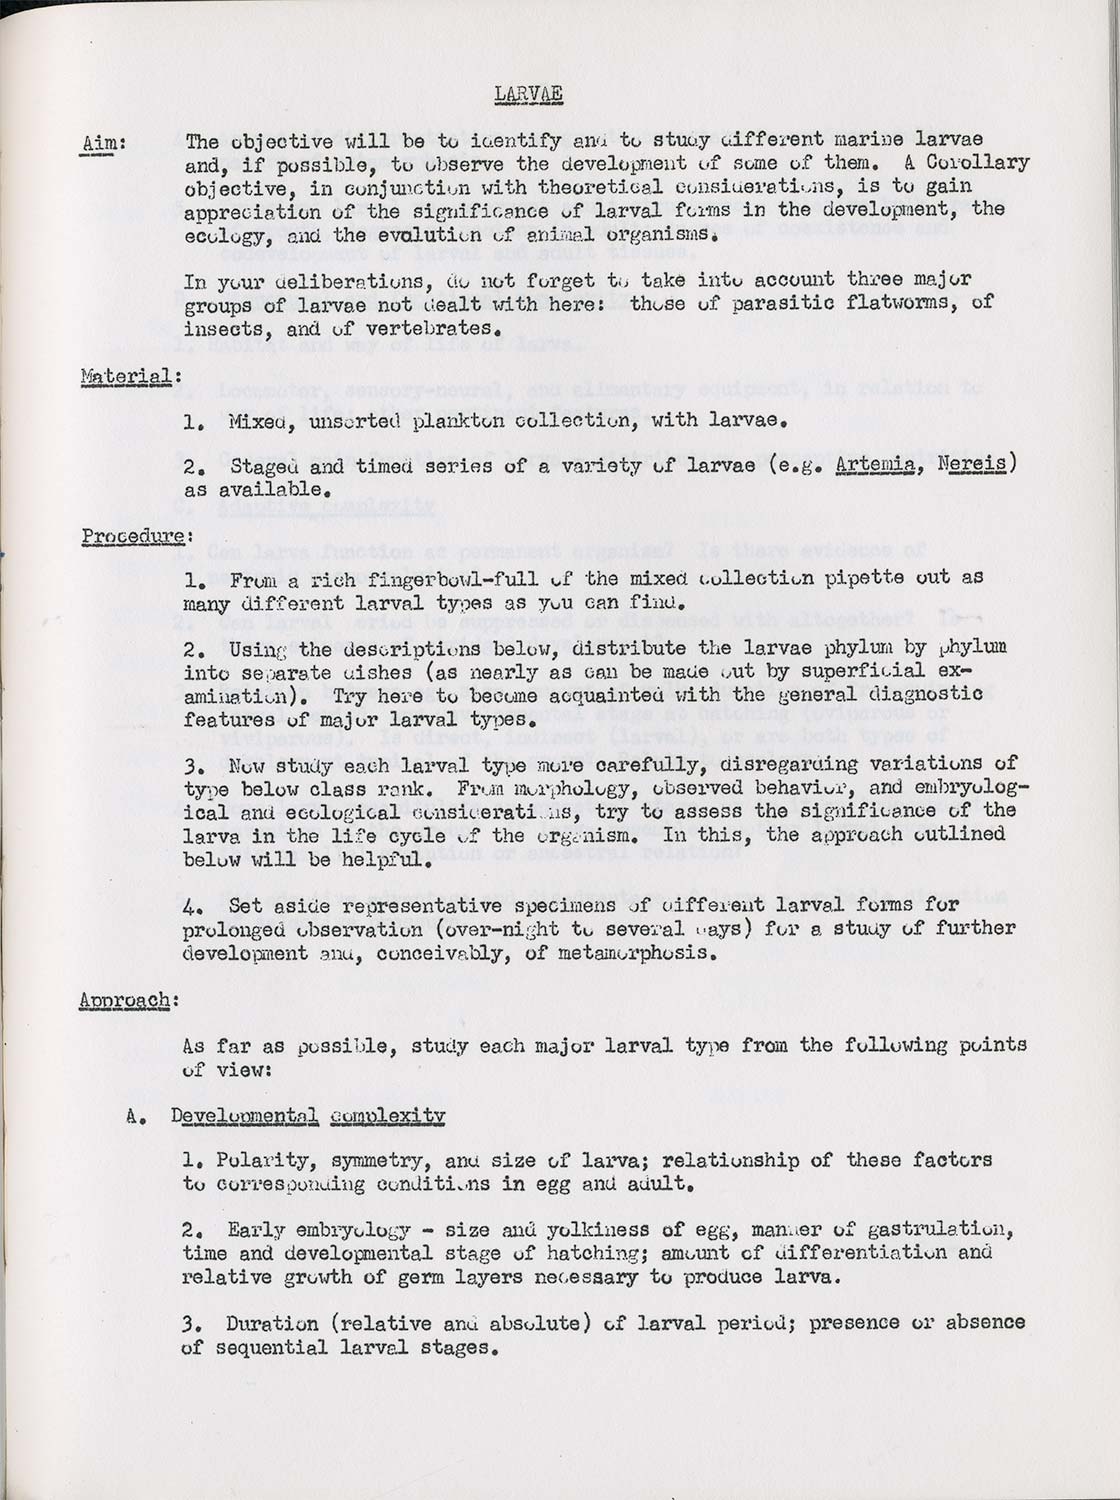 LARVAE
Aim: The objective will be to identify and to study different marine larvae
and, if possible, to observe the development of some of them. A Corollary
objective, in conjunction with theoretical considerations, is to gain
appreciation of the significance of larval forms in the development, the
ecology, and the evolution of animal organisms.
In your deliberations, do not forget to take into account three major
groups of larvae not dealt with here: those of parasitic flatworms, of
insects, and of vertebrates.
Material:
1. Mixed, unsorted plankton collection, with larvae.
2. Staged and timed series of a variety of larvae (e.g. Artemia, Nereis)
as available.
Procedure:
1. From a rich fingerbowl-full of the mixed collection pipette out as
many different larval types as you can find.
2. Using the descriptions below, distribute the larvae phylum by phylum
into separate dishes (as nearly as can be made out by superficial ex-
amination). Try here to become acquainted with the general diagnostic
features of major larval types.
3. Now study each larval type more carefully, disregarding variations of
type below class rank. From morphology, observed behavior, and embryolog-
ical and ecological considerations, try to assess the significance of the
larva in the life cycle of the organism. In this, the approach outlined
below will be helpful.
4. Set aside representative specimens of different larval forms for
prolonged observation (over-night to several days) for a study of further
development and, conceivably, of metamorphosis.
Approach:
As far as possible, study each major larval type from the following points
of view:
A. Developmental complexity
1. Polarity, symmetry, and size of larva; relationship of these factors
to corresponding conditions in egg and adult.
2. Early embryology - size and yolkiness of egg, manner of gastrulation,
time and developmental stage of hatching; amount of differentiation and
relative growth of germ layers necessary to produce larva.
3. Duration (relative and absolute) of larval period; presence or absence
of sequential larval stages.